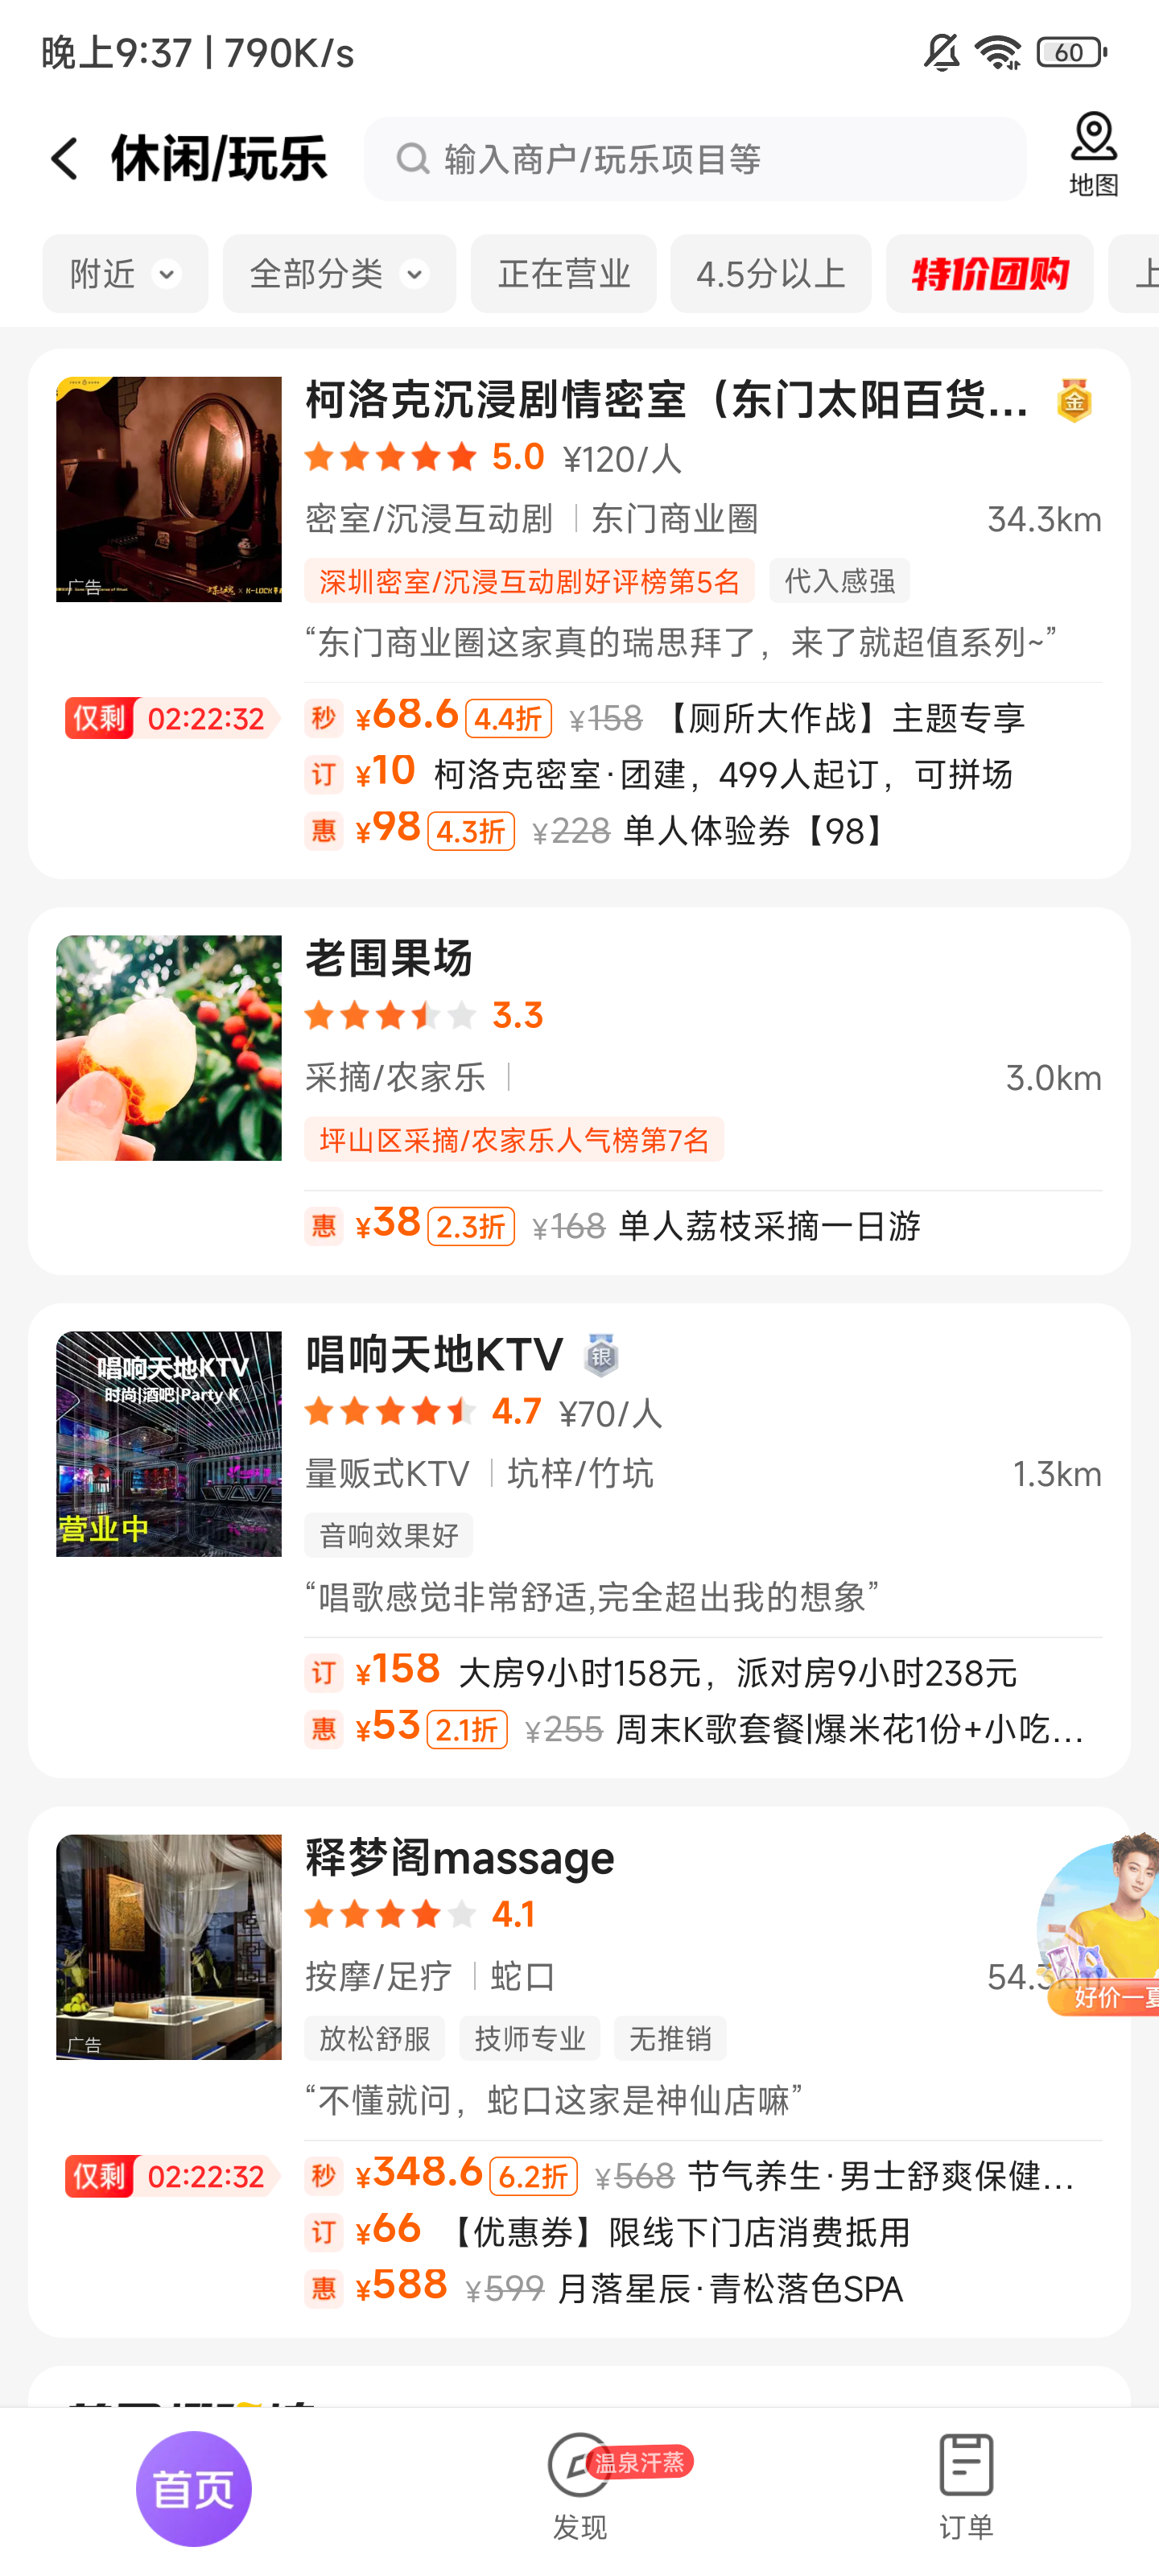 晚上9:37 | 790K/s
60
休闲/玩乐
输入商户/玩乐项目等
地图
附近
全部分类
正在营业
4.5分以上
特价团购
上
柯洛克沉浸剧情密室（东门太阳百货...
金
5.0 ¥120/人
密室/沉浸互动剧 | 东门商业圈 34.3km
深圳密室/沉浸互动剧好评榜第5名 代入感强
广告
“东门商业圈这家真的瑞思拜了，来了就超值系列~”
仅剩 02:22:32 秒 ¥68.6 4.4折 ¥158 【厕所大作战】主题专享
订 ¥10 柯洛克密室·团建，499人起订，可拼场
惠 ¥98 4.3折 ¥228 单人体验券【98】
老围果场
3.3
采摘/农家乐 | 3.0km
坪山区采摘/农家乐人气榜第7名
惠 ¥38 2.3折 ¥168 单人荔枝采摘一日游
唱响天地KTV
时尚|酒吧|Party K
营业中
唱响天地KTV 银
4.7 ¥70/人
量贩式KTV | 坑梓/竹坑 1.3km
音响效果好
“唱歌感觉非常舒适,完全超出我的想象”
订 ¥158 大房9小时158元，派对房9小时238元
惠 ¥53 2.1折 ¥255 周末K歌套餐|爆米花1份+小吃...
释梦阁massage
4.1
按摩/足疗 | 蛇口 54.
好价一夏
放松舒服 技师专业 无推销
广告
“不懂就问，蛇口这家是神仙店嘛”
仅剩 02:22:32 秒 ¥348.6 6.2折 ¥568 节气养生·男士舒爽保健...
订 ¥66 【优惠券】限线下门店消费抵用
惠 ¥588 ¥599 月落星辰·青松落色SPA
首页
温泉汗蒸
发现
订单